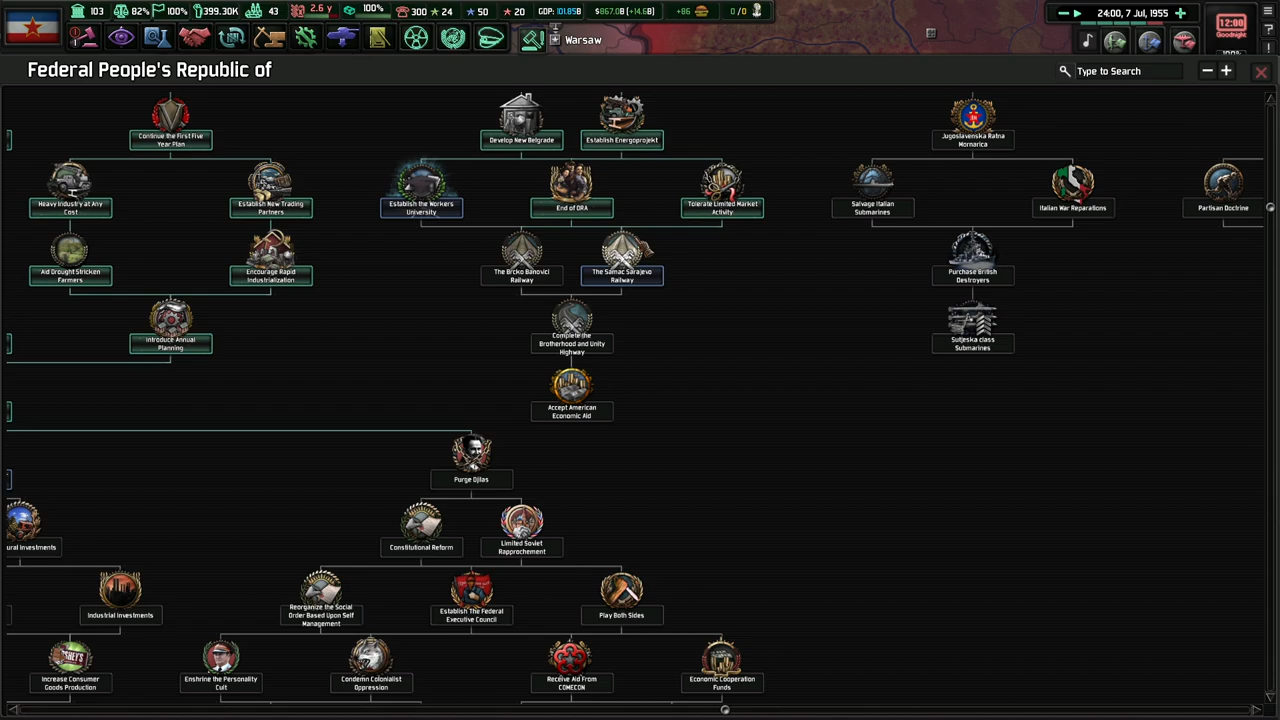 103 82% 100% 399.30K 43 2.6 y 100% 300 24 50 20 GDP: 101.85B $867.0B (+14.6B) +86 0/0 24:00, 7 Jul, 1955 12:00
Goodnight
100%
Warsaw
Federal People's Republic of
Type to Search
Continue the First Five
Year Plan
Develop New Belgrade
Establish Energoprojekt
Jugoslavenska Ratna
Mornarica
Heavy Industry at Any
Cost
Establish New Trading
Partners
Establish the Workers
University
End of ORA
Tolerate Limited Market
Activity
Salvage Italian
Submarines
Italian War Reparations
Partisan Doctrine
Aid Drought Stricken
Farmers
Encourage Rapid
Industrialization
The Brcko Banovici
Railway
The Samac Sarajevo
Railway
Purchase British
Destroyers
Introduce Annual
Planning
Complete the
Brotherhood and Unity
Highway
Sutjeska class
Submarines
Accept American
Economic Aid
Purge Djilas
ural Investments
Constitutional Reform
Limited Soviet
Rapprochement
Industrial Investments
Reorganize the Social
Order Based Upon Self
Management
Establish The Federal
Executive Council
Play Both Sides
Increase Consumer
Goods Production
Enshrine the Personality
Cult
Condemn Colonialist
Oppression
Receive Aid From
COMECON
Economic Cooperation
Funds